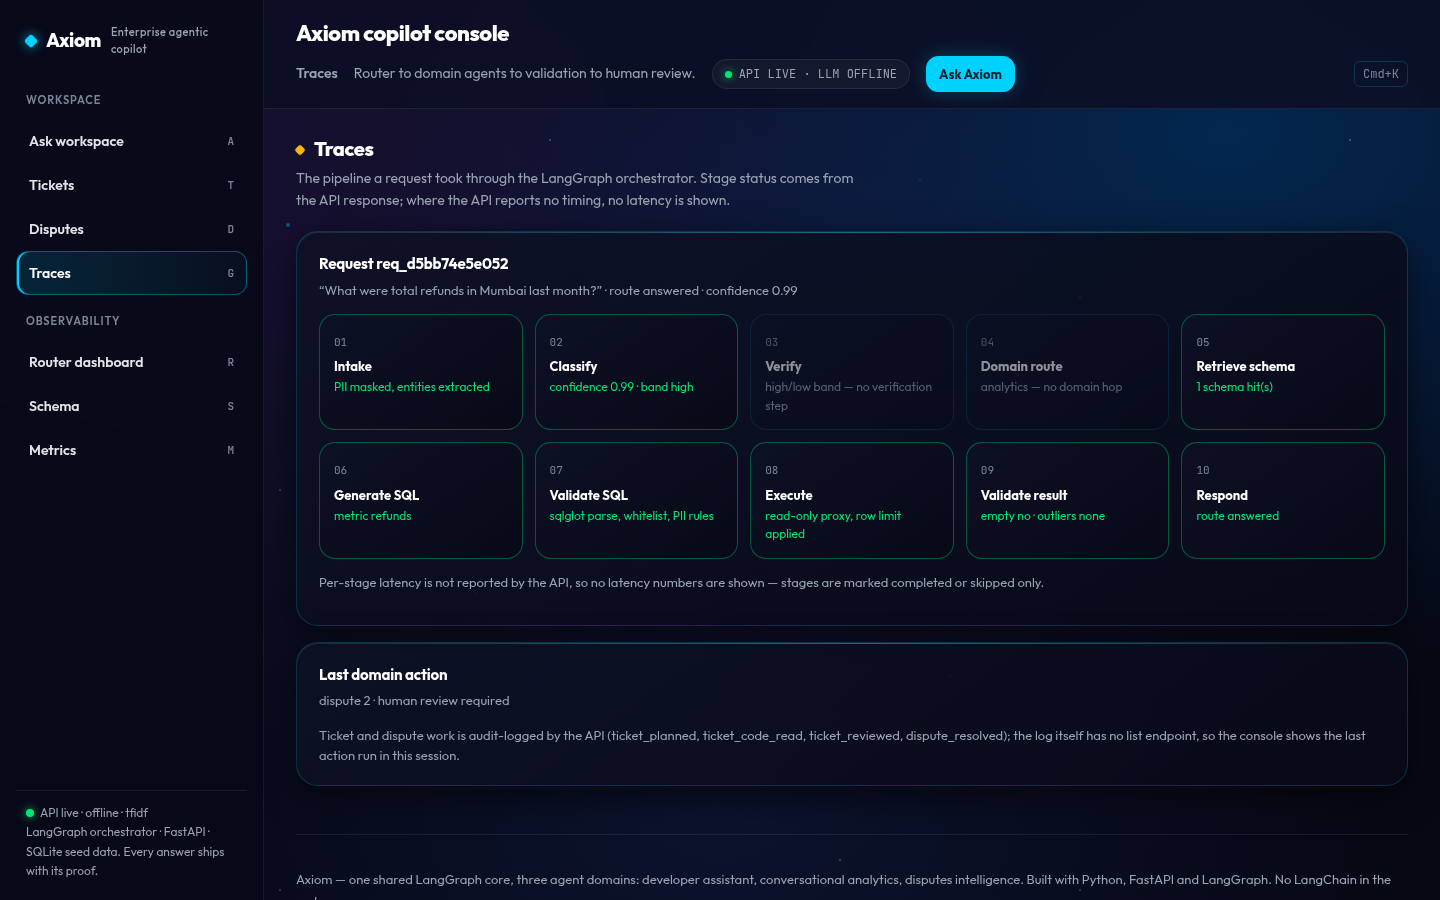 Axiom
Enterprise agentic
copilot
WORKSPACE
Ask workspace A
Tickets T
Disputes D
Traces G
OBSERVABILITY
Router dashboard R
Schema S
Metrics M
API live · offline · tfidf
LangGraph orchestrator · FastAPI ·
SQLite seed data. Every answer ships
with its proof.
Axiom copilot console
Traces Router to domain agents to validation to human review. API LIVE · LLM OFFLINE Ask Axiom Cmd+K
Traces
The pipeline a request took through the LangGraph orchestrator. Stage status comes from
the API response; where the API reports no timing, no latency is shown.
Request req_d5bb74e5e052
“What were total refunds in Mumbai last month?” · route answered · confidence 0.99
01
Intake
PII masked, entities extracted
02
Classify
confidence 0.99 · band high
03
Verify
high/low band — no verification
step
04
Domain route
analytics — no domain hop
05
Retrieve schema
1 schema hit(s)
06
Generate SQL
metric refunds
07
Validate SQL
sqlglot parse, whitelist, PII rules
08
Execute
read-only proxy, row limit
applied
09
Validate result
empty no · outliers none
10
Respond
route answered
Per-stage latency is not reported by the API, so no latency numbers are shown — stages are marked completed or skipped only.
Last domain action
dispute 2 · human review required
Ticket and dispute work is audit-logged by the API (ticket_planned, ticket_code_read, ticket_reviewed, dispute_resolved); the log itself has no list endpoint, so the console shows the last
action run in this session.
Axiom — one shared LangGraph core, three agent domains: developer assistant, conversational analytics, disputes intelligence. Built with Python, FastAPI and LangGraph. No LangChain in the